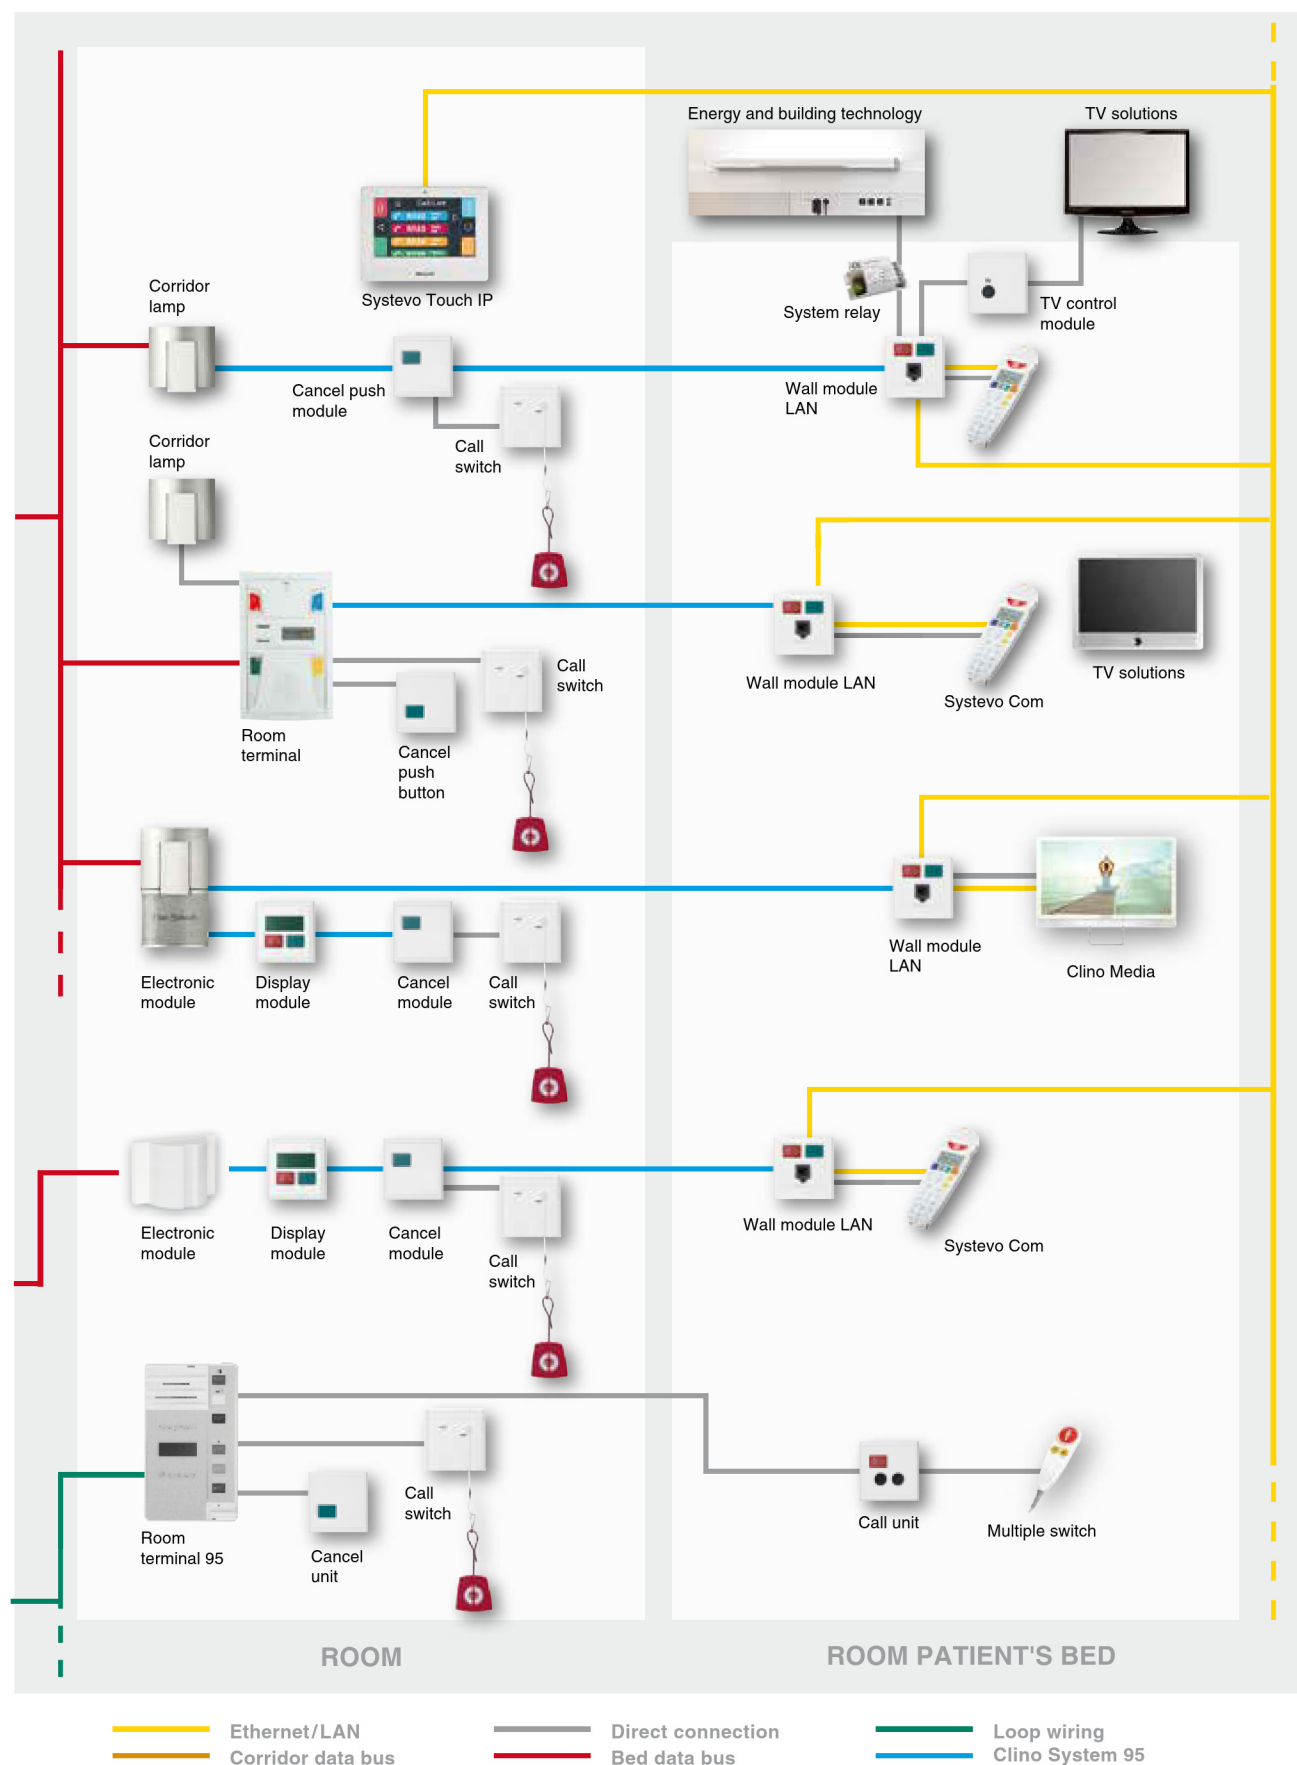 Energy and building technology
TV solutions
Systevo Touch IP
Corridor
lamp
System relay
TV control
module
Cancel push
module
Wall module
LAN
Call
switch
Corridor
lamp
Room
terminal
Call
switch
Cancel
push
button
Wall module LAN
Systevo Com
TV solutions
Electronic
module
Display
module
Cancel
module
Call
switch
Wall module
LAN
Clino Media
Electronic
module
Display
module
Cancel
module
Call
switch
Wall module LAN
Systevo Com
Room
terminal 95
Cancel
unit
Call
switch
Call unit
Multiple switch
ROOM
ROOM PATIENT'S BED
Ethernet/LAN
Direct connection
Loop wiring
Corridor data bus
Bed data bus
Clino System 95